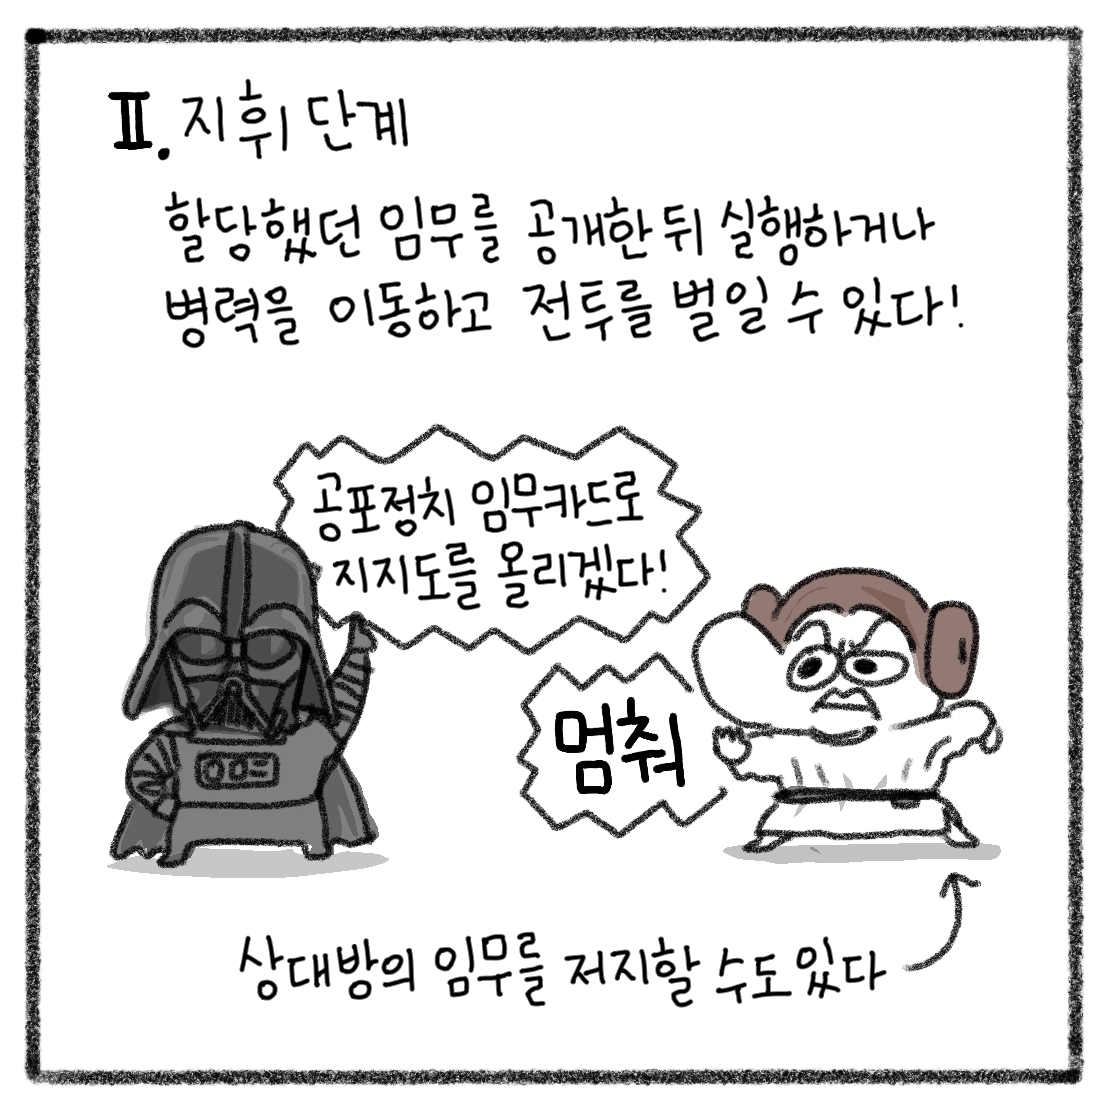 Ⅱ. 지휘 단계
할당했던 임무를 공개한 뒤 실행하거나
병력을 이동하고 전투를 벌일 수 있다!
공포정치 임무카드로
지지도를 올리겠다!
멈춰
상대방의 임무를 저지할 수도 있다